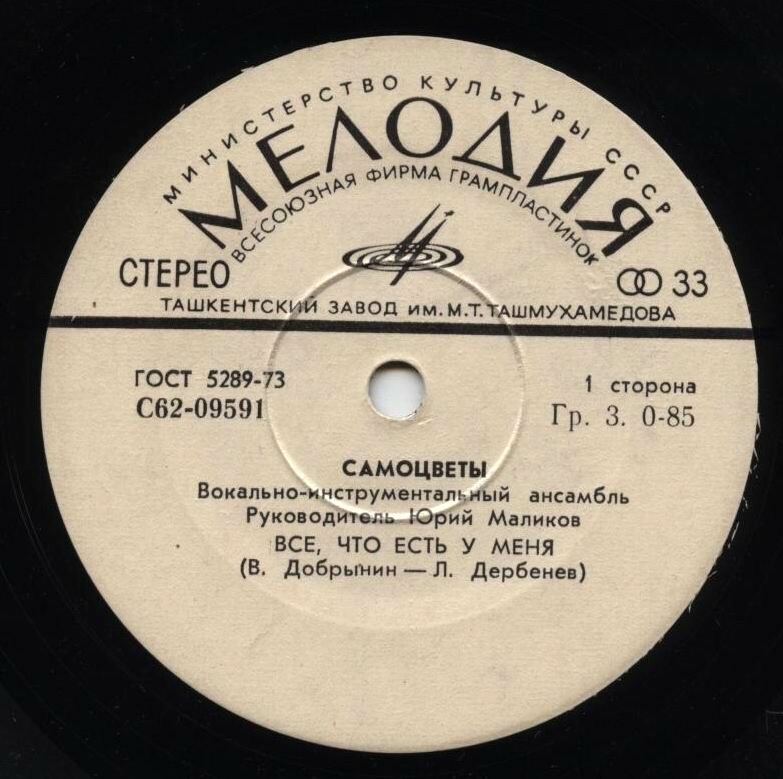 МИНИСТЕРСТВО КУЛЬТУРЫ СССР
МЕЛОДИЯ
ВСЕСОЮЗНАЯ ФИРМА ГРАМПЛАСТИНОК
СТЕРЕО
33
ТАШКЕНТСКИЙ ЗАВОД ИМ. М.Т.ТАШМУХАМЕДОВА
ГОСТ 5289-73
1 сторона
С62-09591
Гр. 3. 0-85
САМОЦВЕТЫ
Вокально-инструментальный ансамбль
Руководитель Юрий Маликов
ВСЕ, ЧТО ЕСТЬ У МЕНЯ
(В. Добрынин — Л. Дербенев)